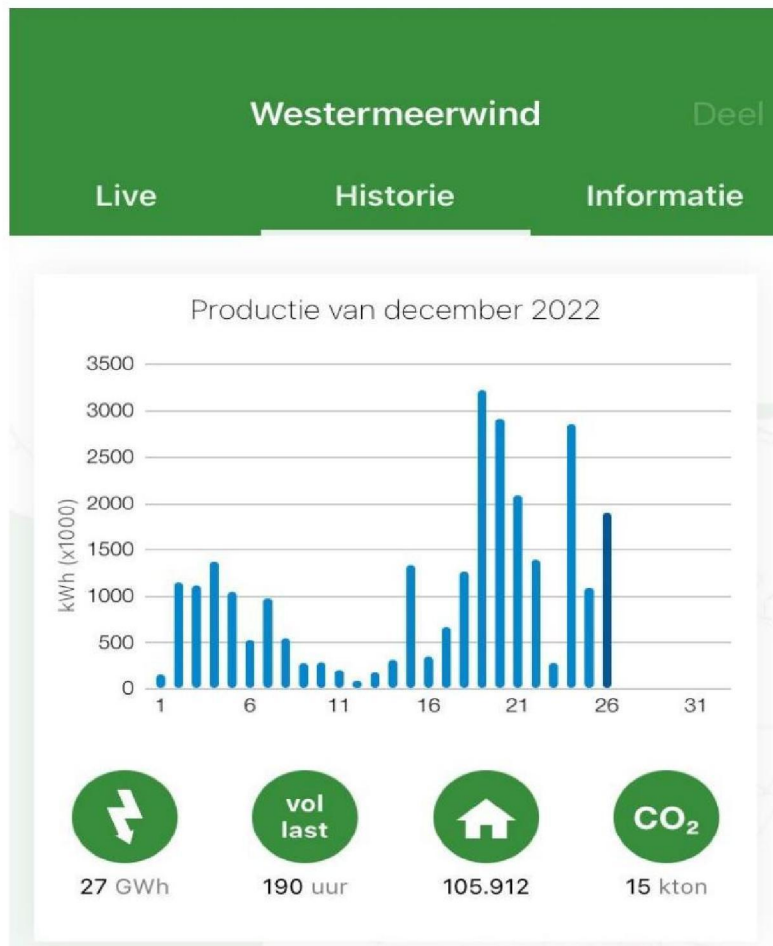 Westermeerwind
Deel
Live Historie Informatie
Productie van december 2022
3500
3000
2500
2000
1500
1000
500
0
kWh (x1000)
1 6 11 16 21 26 31
vol
last
CO₂
27 GWh 190 uur 105.912 15 kton